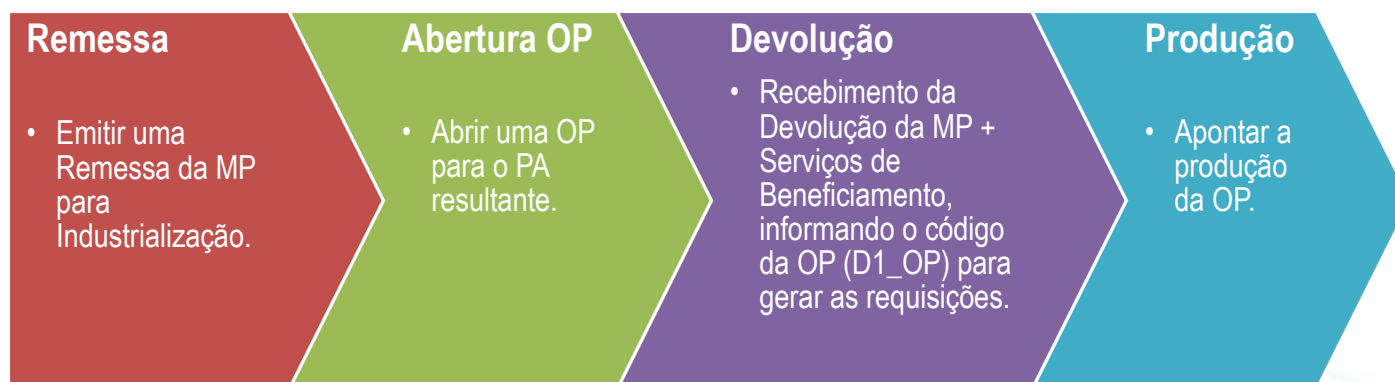 Remessa
• Emitir uma
Remessa da MP
para
Industrialização.
Abertura OP
• Abrir uma OP
para o PA
resultante.
Devolução
• Recebimento da
Devolução da MP +
Serviços de
Beneficiamento,
informando o código
da OP (D1_OP) para
gerar as requisições.
Produção
• Apontar a
produção
da OP.